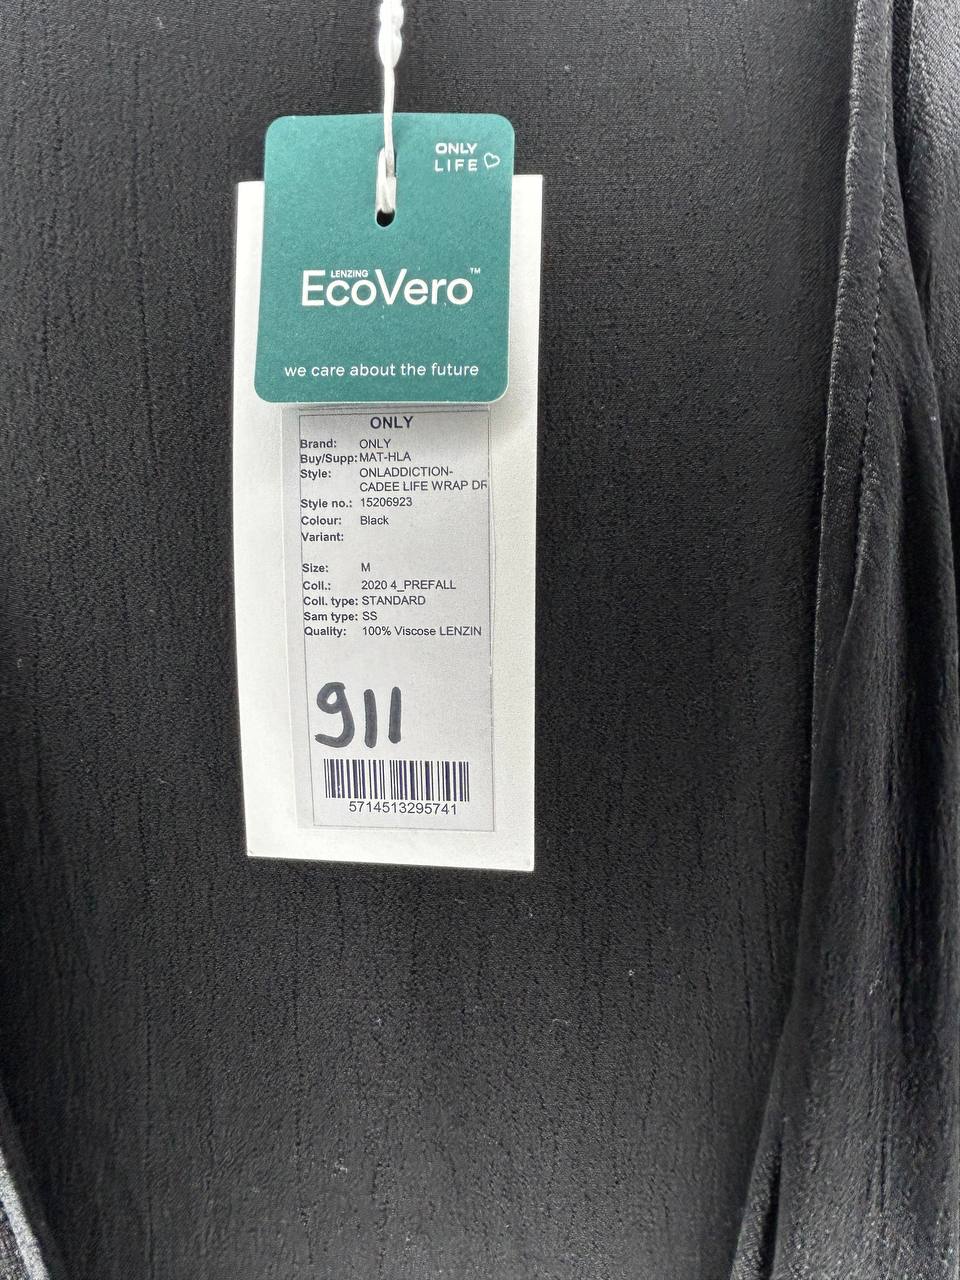 ONLY
LIFE
LENZING
EcoVero™
we care about the future
ONLY
Brand: ONLY
Buy/Supp: MAT-HLA
Style: ONLADDICTION-
CADEE LIFE WRAP DR
Style no.: 15206923
Colour: Black
Variant:
Size: M
Coll.: 2020 4_PREFALL
Coll. type: STANDARD
Sam type: SS
Quality: 100% Viscose LENZIN
911
5714513295741